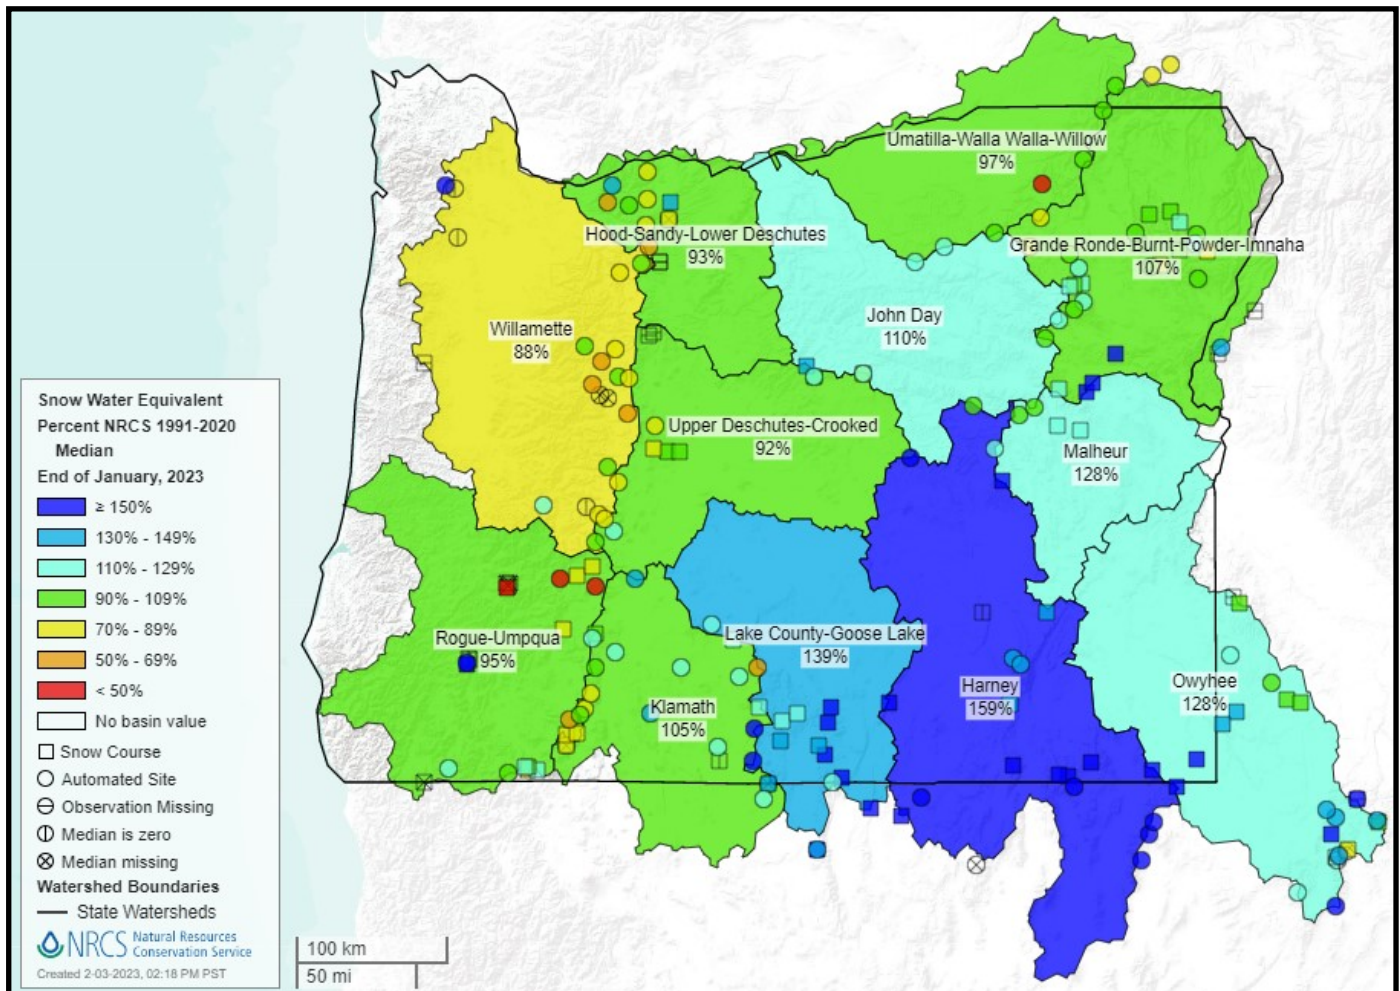 Umatilla-Walla Walla-Willow
97%
Hood-Sandy-Lower Deschutes
93%
Grande Ronde-Burnt-Powder-Imnaha
107%
Willamette
88%
John Day
110%
Upper Deschutes-Crooked
92%
Malheur
128%
Rogue-Umpqua
95%
Lake County-Goose Lake
139%
Klamath
105%
Harney
159%
Owyhee
128%
Snow Water Equivalent
Percent NRCS 1991-2020
Median
End of January, 2023
≥ 150%
130% - 149%
110% - 129%
90% - 109%
70% - 89%
50% - 69%
< 50%
No basin value
Snow Course
Automated Site
Observation Missing
Median is zero
Median missing
Watershed Boundaries
State Watersheds
NRCS Natural Resources
Conservation Service
Created 2-03-2023, 02:18 PM PST
100 km
50 mi